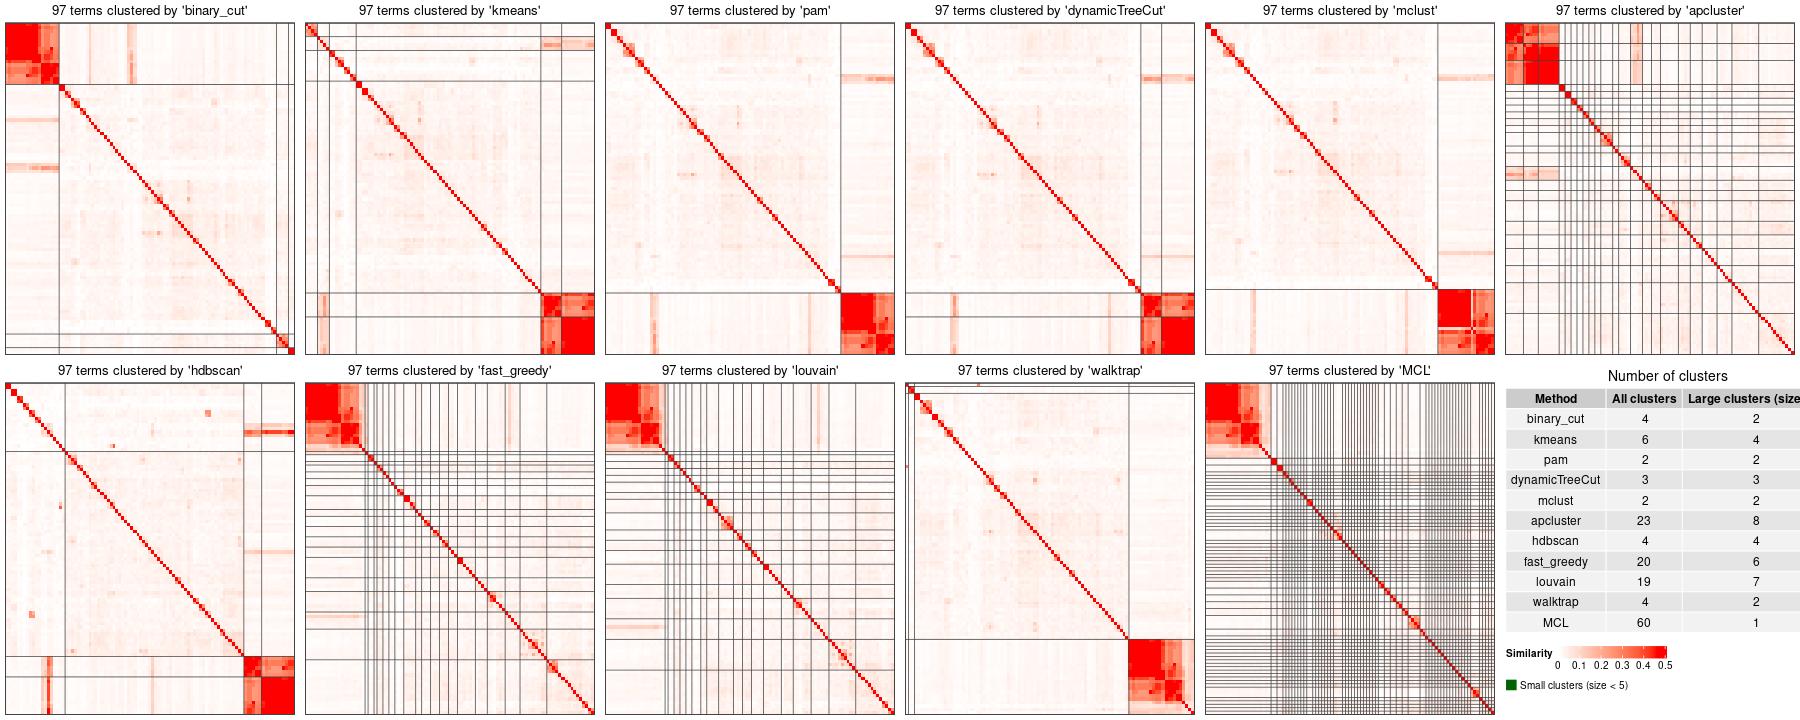 97 terms clustered by 'binary_cut'
97 terms clustered by 'kmeans'
97 terms clustered by 'pam'
97 terms clustered by 'dynamicTreeCut'
97 terms clustered by 'mclust'
97 terms clustered by 'apcluster'
97 terms clustered by 'hdbscan'
97 terms clustered by 'fast_greedy'
97 terms clustered by 'louvain'
97 terms clustered by 'walktrap'
97 terms clustered by 'MCL'
Number of clusters
Method All clusters Large clusters (size
binary_cut 4 2
kmeans 6 4
pam 2 2
dynamicTreeCut 3 3
mclust 2 2
apcluster 23 8
hdbscan 4 4
fast_greedy 20 6
louvain 19 7
walktrap 4 2
MCL 60 1
Similarity
0 0.1 0.2 0.3 0.4 0.5
Small clusters (size < 5)